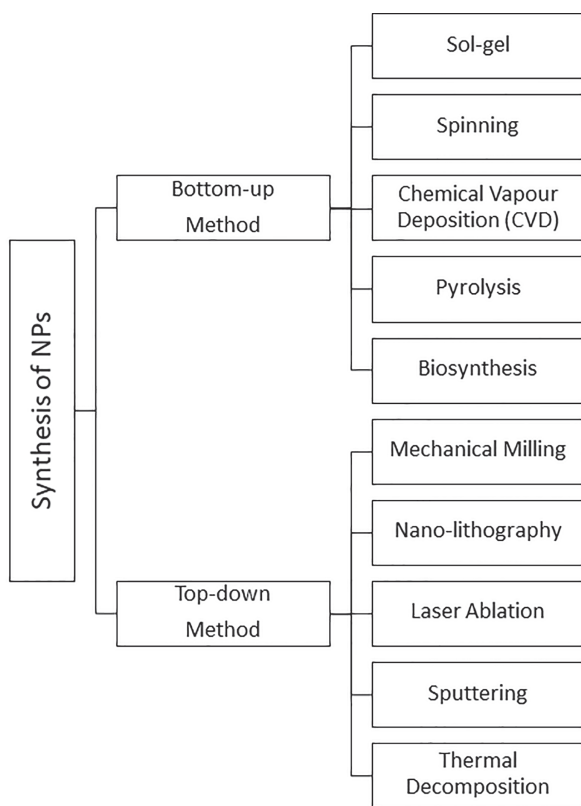 Synthesis of NPs
Bottom-up
Method
Sol-gel
Spinning
Chemical Vapour
Deposition (CVD)
Pyrolysis
Biosynthesis
Top-down
Method
Mechanical Milling
Nano-lithography
Laser Ablation
Sputtering
Thermal
Decomposition